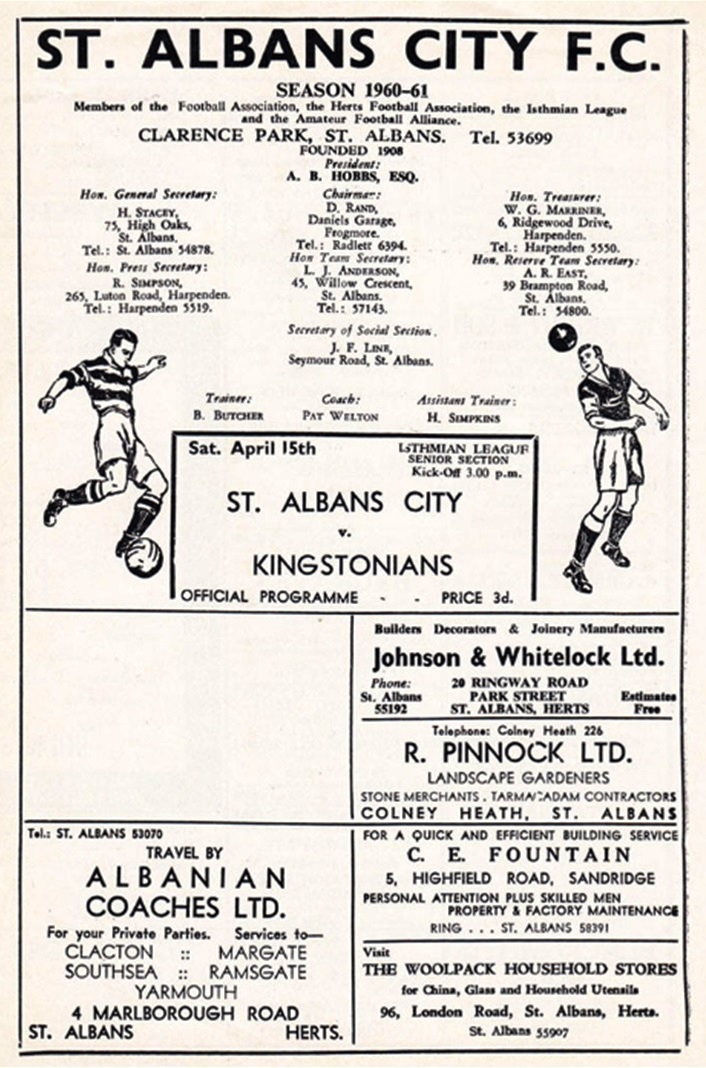 ST. ALBANS CITY F.C.
SEASON 1960-61
Members of the Football Association, the Herts Football Association, the Isthmian League
and the Amateur Football Alliance.
CLARENCE PARK, ST. ALBANS. Tel. 53699
FOUNDED 1908
President:
A. B. HOBBS, ESQ.
Hon. General Secretary:
H. STACEY,
75, High Oaks,
St. Albans.
Tel.: St. Albans 54878.
Hon. Press Secretary:
R. SIMPSON,
265, Luton Road, Harpenden.
Tel.: Harpenden 5519.
Chairman:
D. RAND,
Daniels Garage,
Frogmore.
Tel.: Radlett 6394.
Hon Team Secretary:
L. J. ANDERSON,
45, Willow Crescent,
St. Albans.
Tel.: 57143.
Secretary of Social Section.
J. F. LINE,
Seymour Road, St. Albans.
Hon. Treasurer:
W. G. MARRINER,
6, Ridgewood Drive,
Harpenden.
Tel.: Harpenden 5550.
Hon. Reserve Team Secretary:
A. R. EAST,
39 Brampton Road,
St. Albans.
Tel.: 54800.
Trainer:
B. BUTCHER
Coach:
PAT WELTON
Assistant Trainer:
H. SIMPKINS
Sat. April 15th
ISTHMIAN LEAGUE
SENIOR SECTION
Kick-Off 3.00 p.m.
ST. ALBANS CITY
v.
KINGSTONIANS
OFFICIAL PROGRAMME - - PRICE 3d.
Builders Decorators & Joinery Manufacturers
Johnson & Whitelock Ltd.
Phone:
St. Albans
55192
20 RINGWAY ROAD
PARK STREET
ST. ALBANS, HERTS
Estimates
Free
Telephone: Colney Heath 226
R. PINNOCK LTD.
LANDSCAPE GARDENERS
STONE MERCHANTS . TARMACADAM CONTRACTORS
COLNEY HEATH, ST. ALBANS
Tel.: ST. ALBANS 53070
TRAVEL BY
ALBANIAN
COACHES LTD.
For your Private Parties. Services to—
CLACTON :: MARGATE
SOUTHSEA :: RAMSGATE
YARMOUTH
4 MARLBOROUGH ROAD
ST. ALBANS HERTS.
FOR A QUICK AND EFFICIENT BUILDING SERVICE
C. E. FOUNTAIN
5, HIGHFIELD ROAD, SANDRIDGE
PERSONAL ATTENTION PLUS SKILLED MEN
PROPERTY & FACTORY MAINTENANCE
RING . . . ST. ALBANS 58391
Visit
THE WOOLPACK HOUSEHOLD STORES
for China, Glass and Household Utensils
96, London Road, St. Albans, Herts.
St. Albans 55907